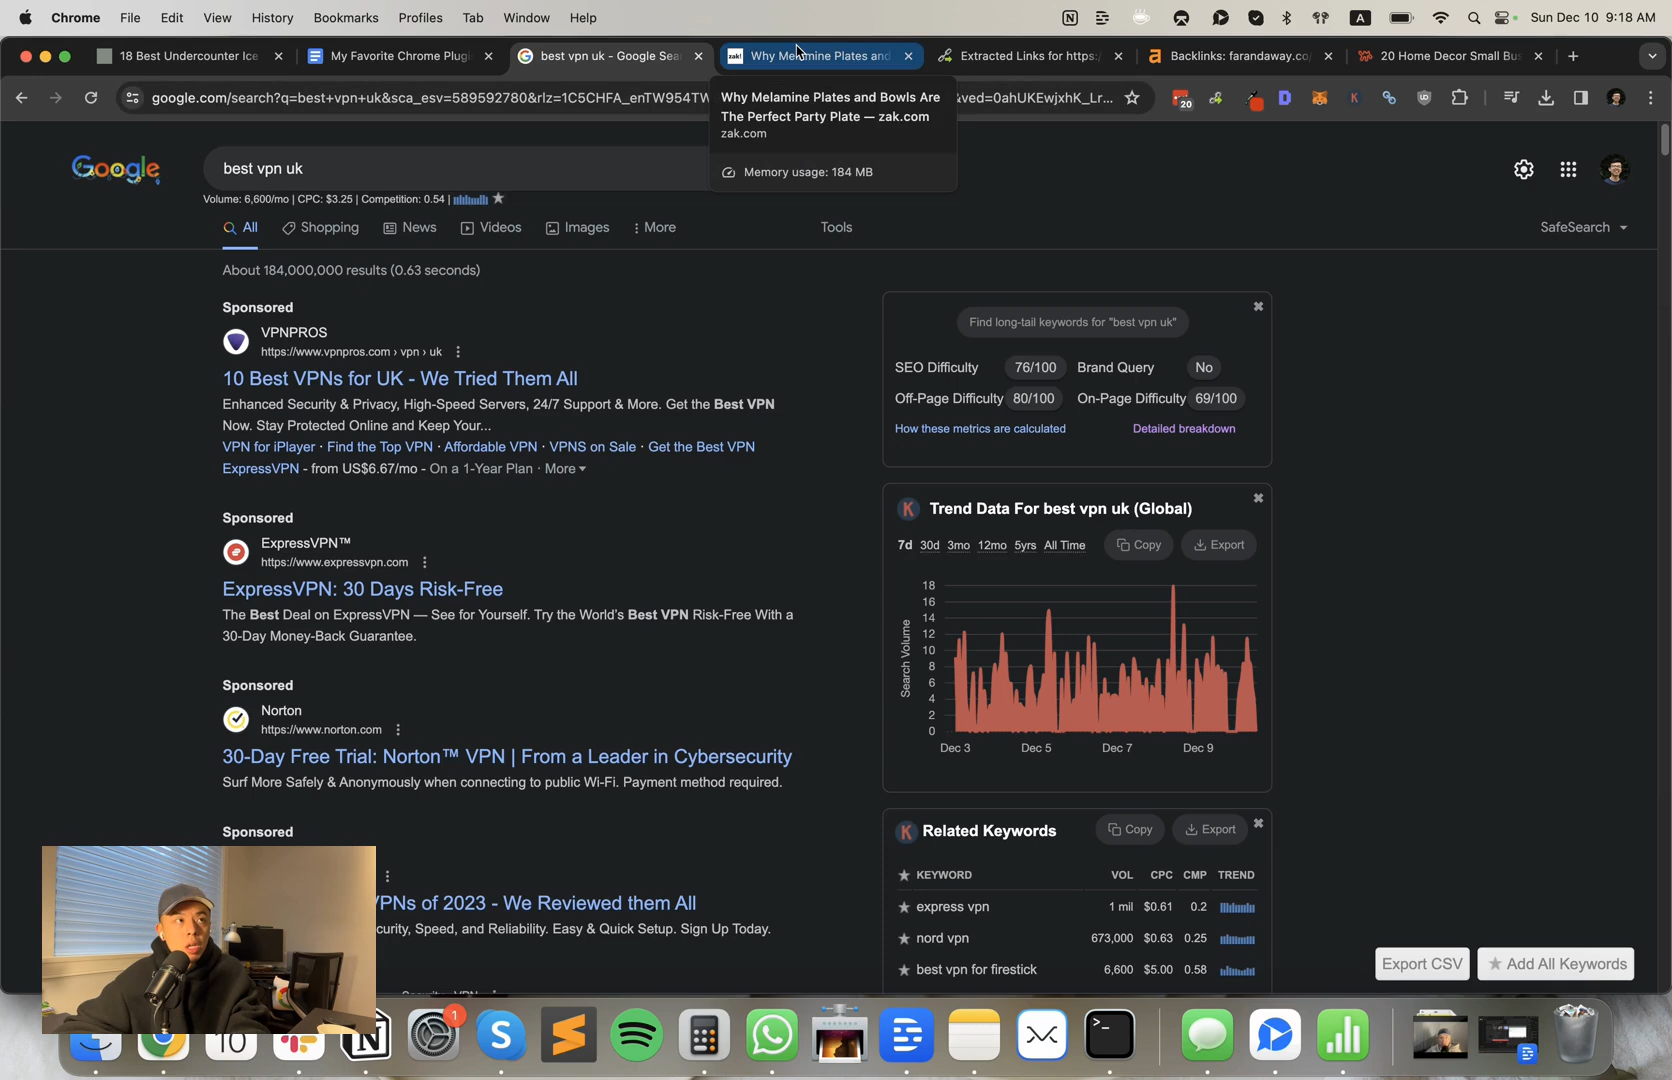 Chrome File Edit View History Bookmarks Profiles Tab Window Help
A Sun Dec 10 9:18 AM
18 Best Undercounter Ice
My Favorite Chrome Plugi
best vpn uk - Google Sea
zak! Why Melamine Plates and
Extracted Links for https:/
Backlinks: farandaway.co/
20 Home Decor Small Bus
google.com/search?q=best+vpn+uk&sca_esv=589592780&rlz=1C5CHFA_enTW954TW
&ved=0ahUKEwjxhK_Lr...
20
Why Melamine Plates and Bowls Are
The Perfect Party Plate — zak.com
zak.com
Memory usage: 184 MB
Google
best vpn uk
Volume: 6,600/mo | CPC: $3.25 | Competition: 0.54 |
All Shopping News Videos Images More Tools SafeSearch
About 184,000,000 results (0.63 seconds)
Sponsored
VPNPROS
https://www.vpnpros.com › vpn › uk
10 Best VPNs for UK - We Tried Them All
Enhanced Security & Privacy, High-Speed Servers, 24/7 Support & More. Get the Best VPN
Now. Stay Protected Online and Keep Your...
VPN for iPlayer · Find the Top VPN · Affordable VPN · VPNS on Sale · Get the Best VPN
ExpressVPN - from US$6.67/mo - On a 1-Year Plan · More
Sponsored
ExpressVPN™
https://www.expressvpn.com
ExpressVPN: 30 Days Risk-Free
The Best Deal on ExpressVPN — See for Yourself. Try the World's Best VPN Risk-Free With a
30-Day Money-Back Guarantee.
Sponsored
Norton
https://www.norton.com
30-Day Free Trial: Norton™ VPN | From a Leader in Cybersecurity
Surf More Safely & Anonymously when connecting to public Wi-Fi. Payment method required.
Sponsored
VPNs of 2023 - We Reviewed them All
curity, Speed, and Reliability. Easy & Quick Setup. Sign Up Today.
Find long-tail keywords for "best vpn uk"
SEO Difficulty 76/100 Brand Query No
Off-Page Difficulty 80/100 On-Page Difficulty 69/100
How these metrics are calculated Detailed breakdown
K Trend Data For best vpn uk (Global)
7d 30d 3mo 12mo 5yrs All Time Copy Export
Search Volume
18
16
14
12
10
8
6
4
2
0
Dec 3 Dec 5 Dec 7 Dec 9
K Related Keywords Copy Export
KEYWORD VOL CPC CMP TREND
express vpn 1 mil $0.61 0.2
nord vpn 673,000 $0.63 0.25
best vpn for firestick 6,600 $5.00 0.58
Export CSV Add All Keywords
10
1